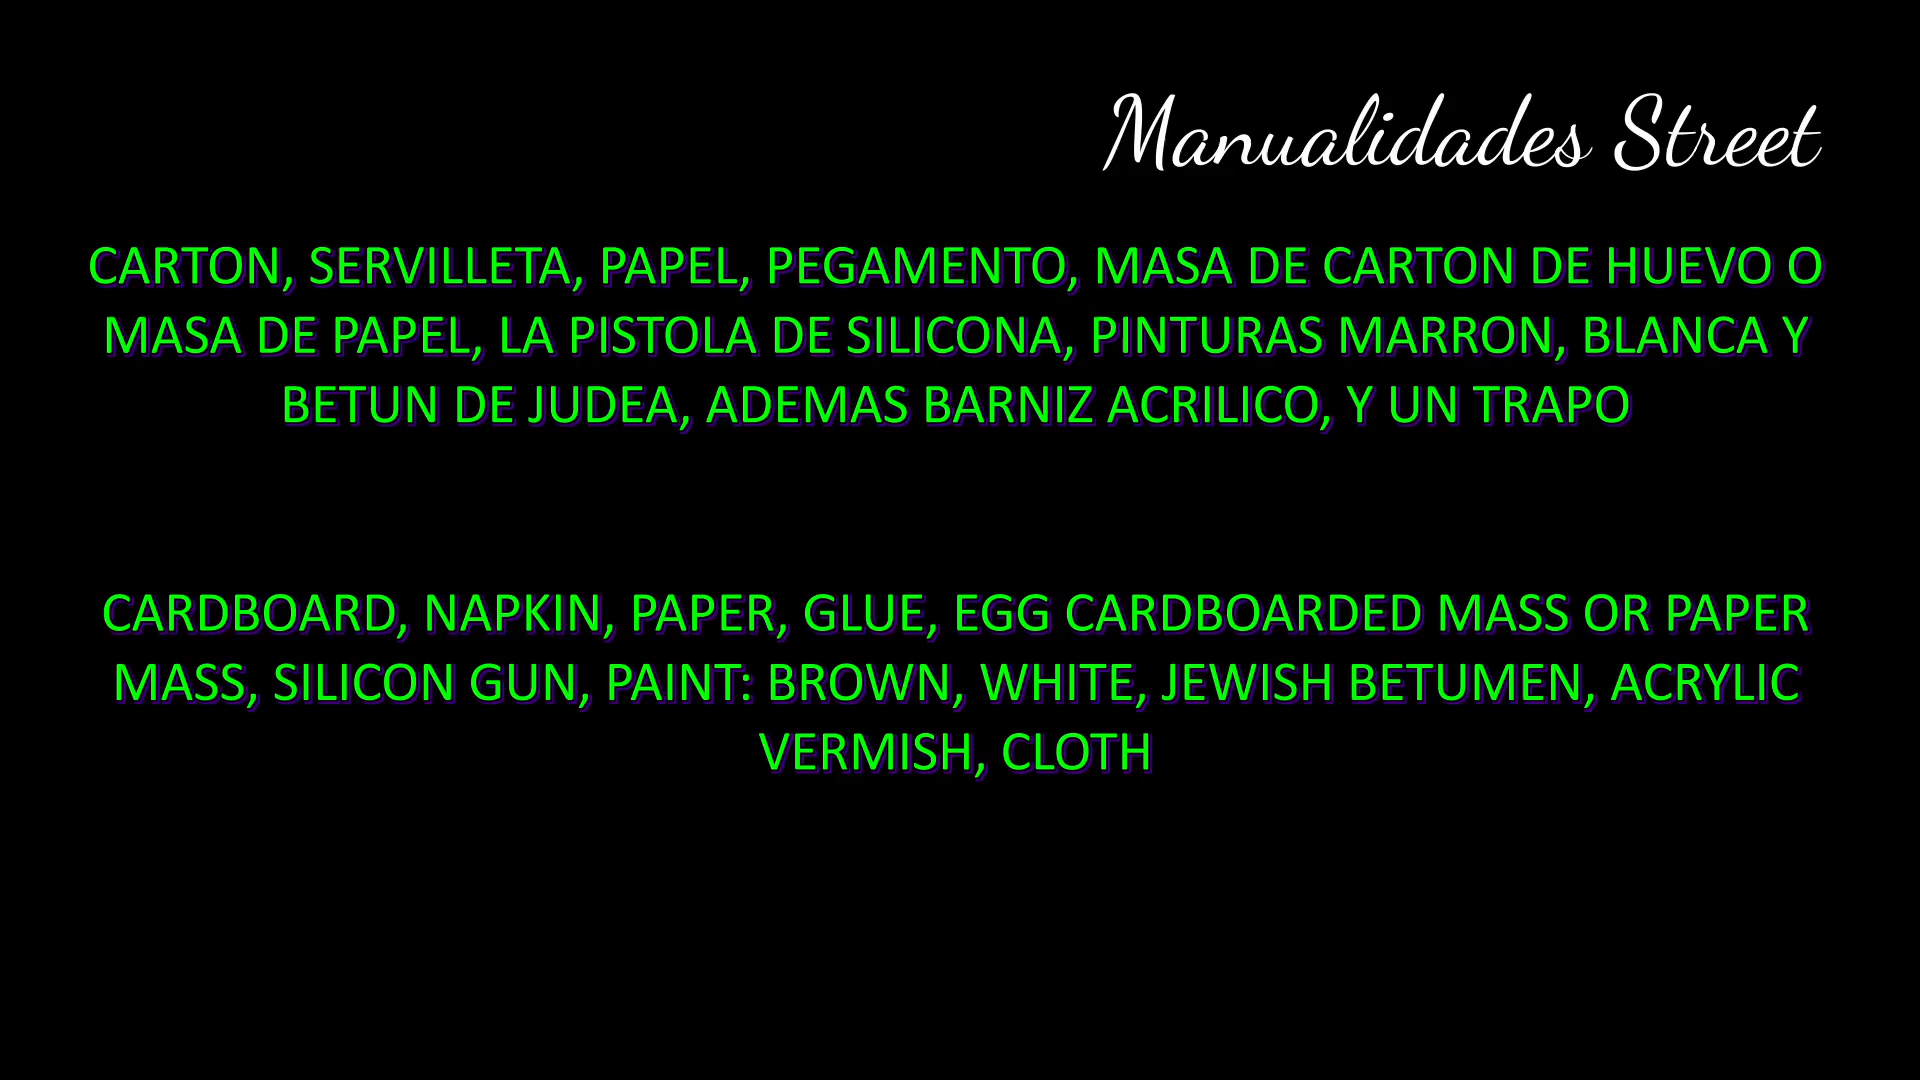 Manualidades Street
CARTON, SERVILLETA, PAPEL, PEGAMENTO, MASA DE CARTON DE HUEVO O
MASA DE PAPEL, LA PISTOLA DE SILICONA, PINTURAS MARRON, BLANCA Y
BETUN DE JUDEA, ADEMAS BARNIZ ACRILICO, Y UN TRAPO
CARDBOARD, NAPKIN, PAPER, GLUE, EGG CARDBOARDED MASS OR PAPER
MASS, SILICON GUN, PAINT: BROWN, WHITE, JEWISH BETUMEN, ACRYLIC
VERMISH, CLOTH